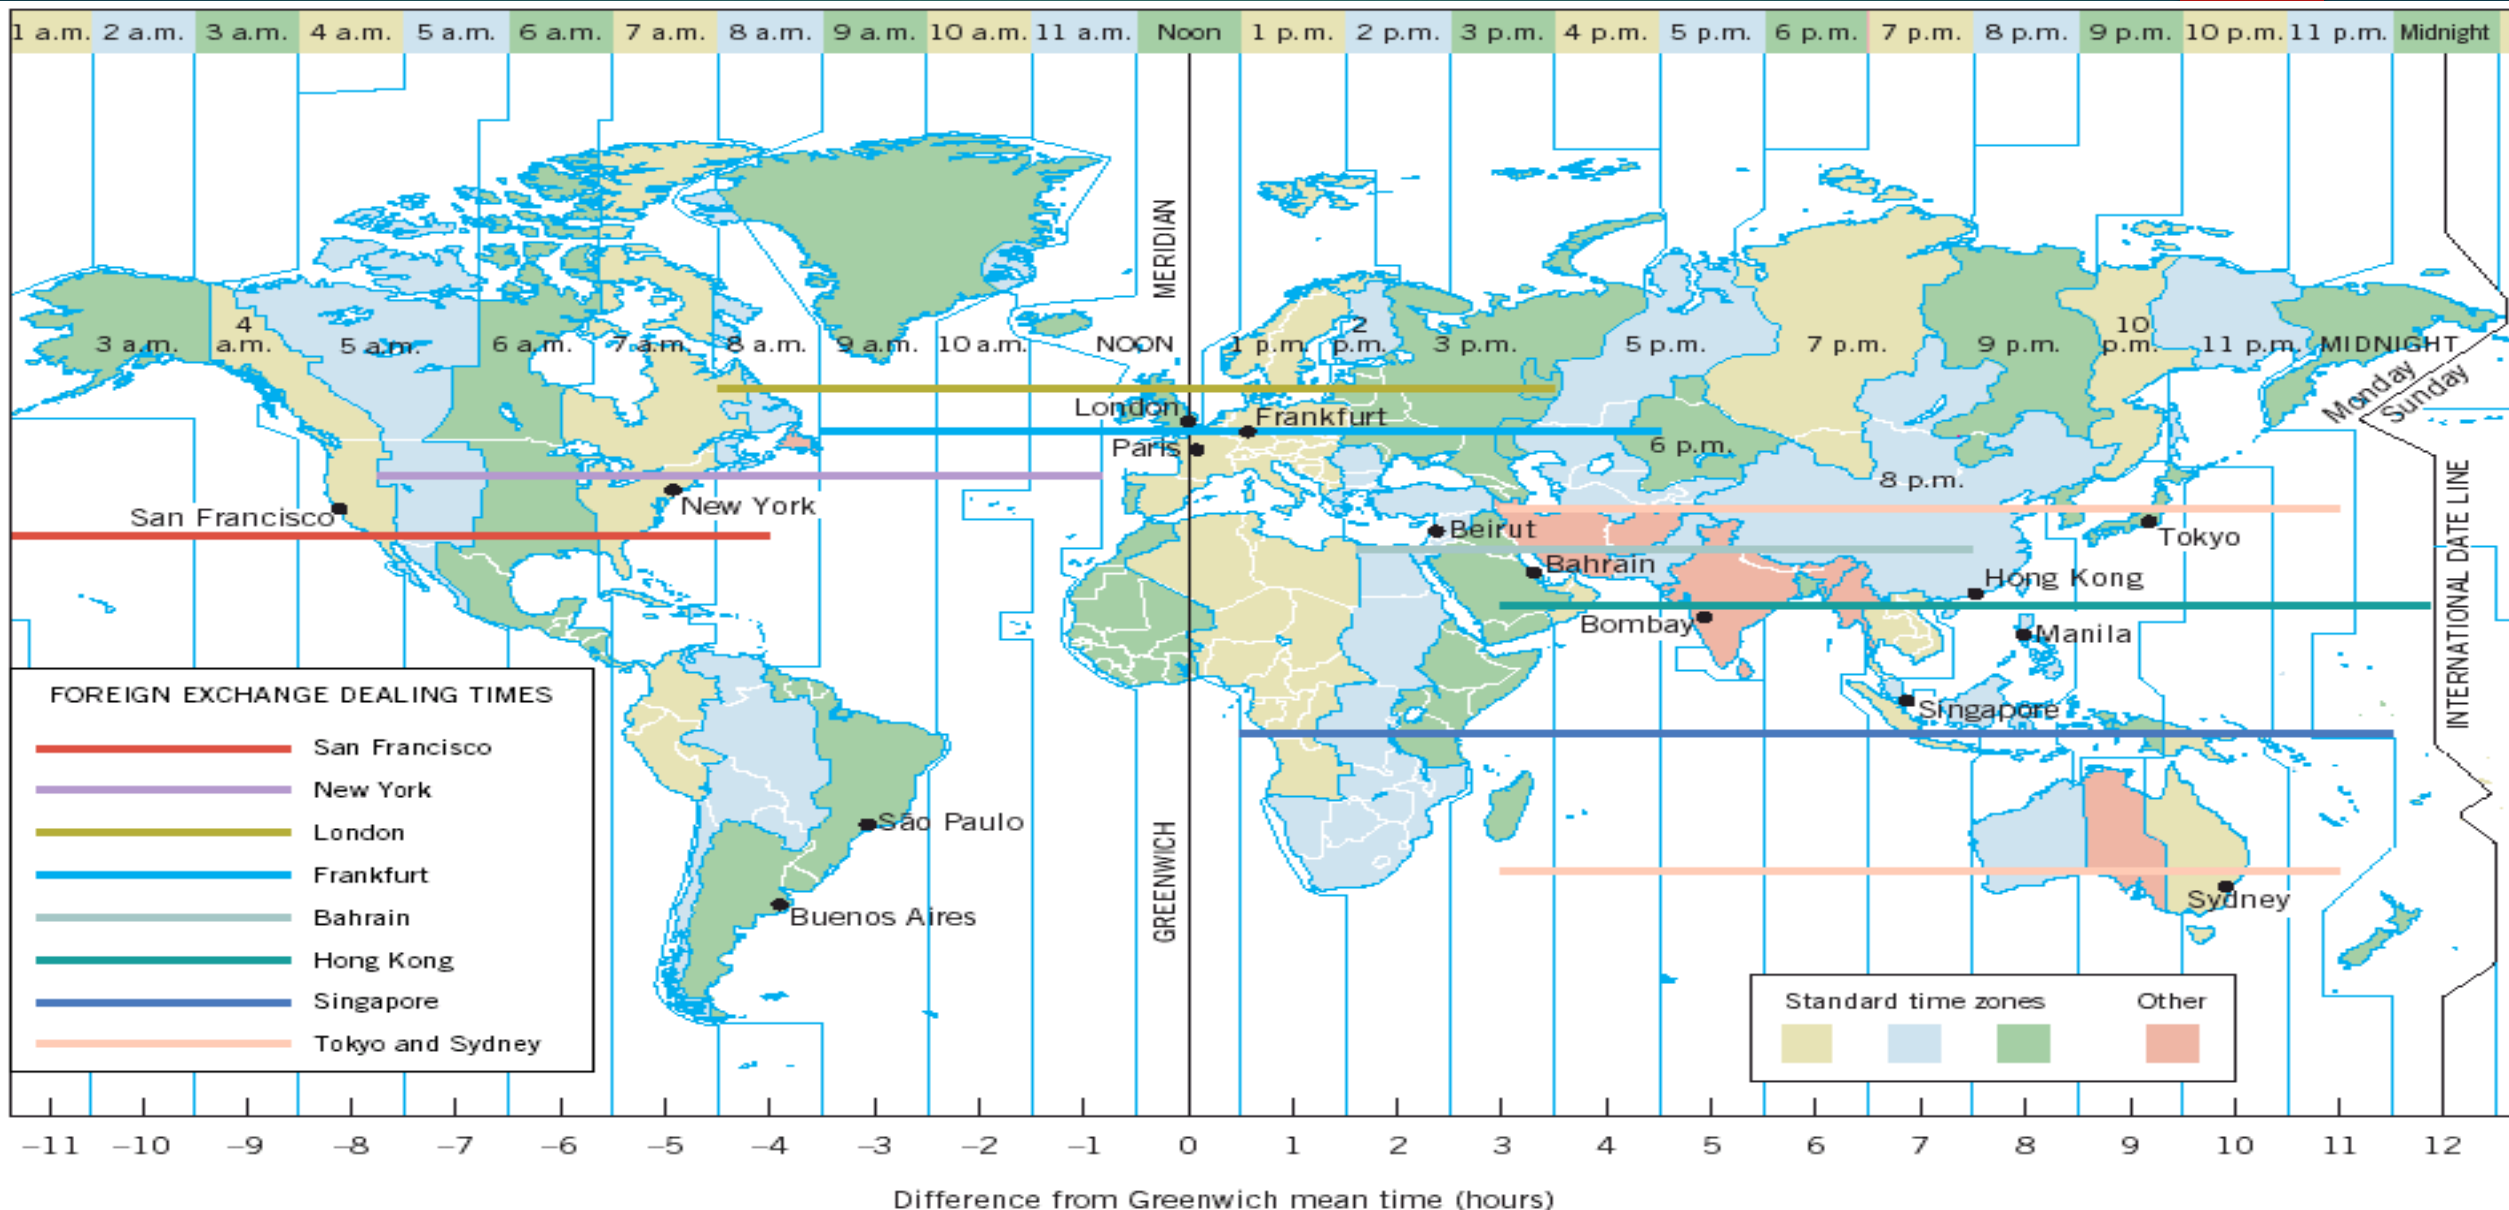 1 a.m. 2 a.m. 3 a.m. 4 a.m. 5 a.m. 6 a.m. 7 a.m. 8 a.m. 9 a.m. 10 a.m. 11 a.m. Noon 1 p.m. 2 p.m. 3 p.m. 4 p.m. 5 p.m. 6 p.m. 7 p.m. 8 p.m. 9 p.m. 10 p.m. 11 p.m. Midnight
MERIDIAN
3 a.m.
4
a.m.
5 a.m.
6 a.m.
7 a.m.
8 a.m.
9 a.m.
10 a.m.
NOON
1 p.m.
2
p.m.
3 p.m.
5 p.m.
7 p.m.
9 p.m.
10
p.m.
11 p.m.
MIDNIGHT
Monday
Sunday
London
Frankfurt
Paris
6 p.m.
8 p.m.
New York
San Francisco
Beirut
Tokyo
Bahrain
Hong Kong
Bombay
Manila
INTERNATIONAL DATE LINE
Singapore
São Paulo
Buenos Aires
GREENWICH
Sydney
FOREIGN EXCHANGE DEALING TIMES
San Francisco
New York
London
Frankfurt
Bahrain
Hong Kong
Singapore
Tokyo and Sydney
Standard time zones Other
–11 –10 –9 –8 –7 –6 –5 –4 –3 –2 –1 0 1 2 3 4 5 6 7 8 9 10 11 12
Difference from Greenwich mean time (hours)